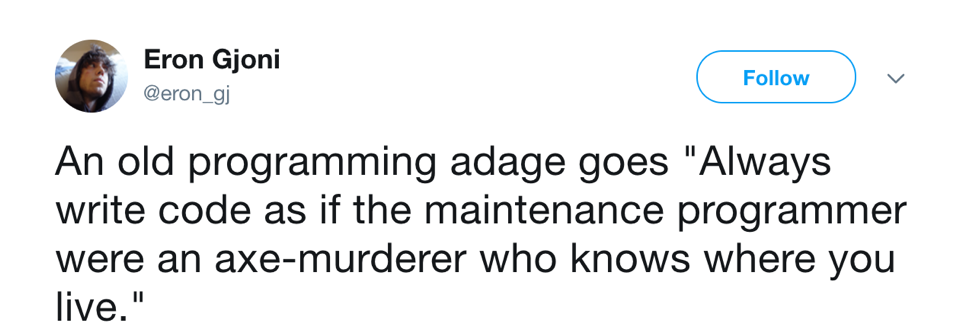 Eron Gjoni
@eron_gj
Follow
An old programming adage goes "Always
write code as if the maintenance programmer
were an axe-murderer who knows where you
live."